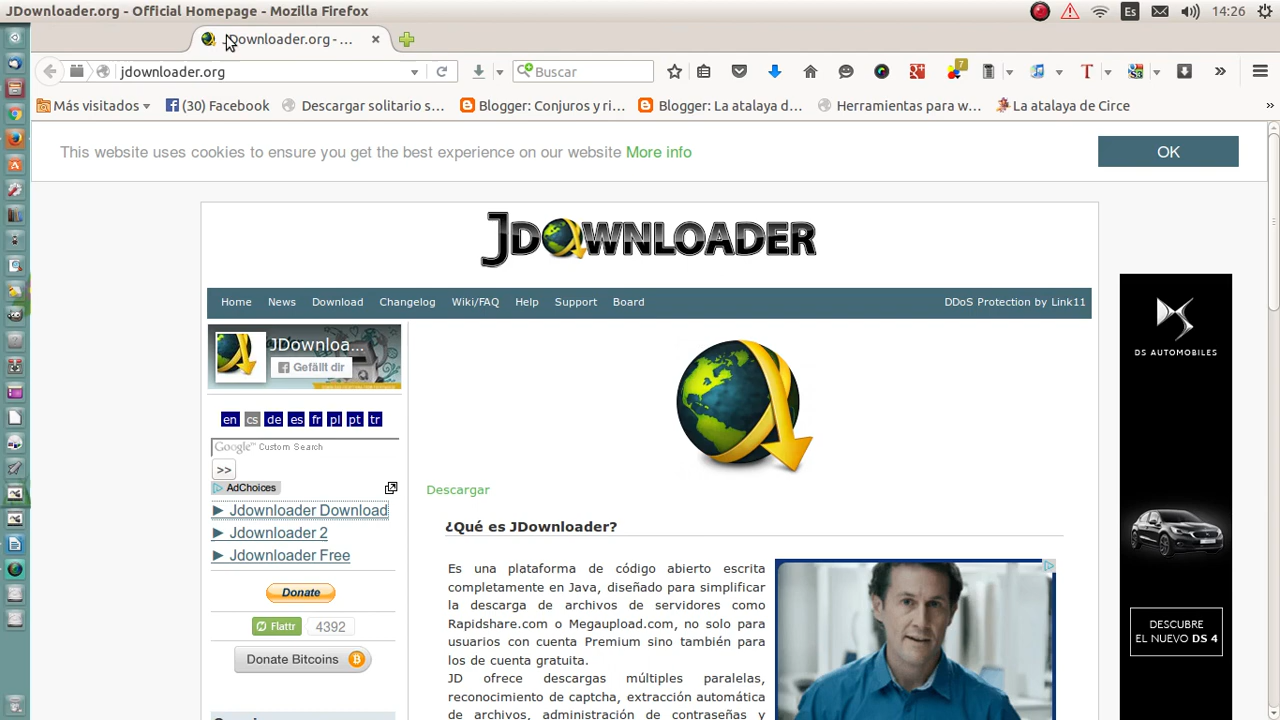 JDownloader.org - Official Homepage - Mozilla Firefox
Es
14:26
JDownloader.org - ...
jdownloader.org
Buscar
7
Más visitados
(30) Facebook
Descargar solitario s...
Blogger: Conjuros y ri...
Blogger: La atalaya d...
Herramientas para w...
La atalaya de Circe
»
This website uses cookies to ensure you get the best experience on our website More info
OK
JDOWNLOADER
Home News Download Changelog Wiki/FAQ Help Support Board
DDoS Protection by Link11
JDownloa...
Gefällt dir
en cs de es fr pl pt tr
Google™ Custom Search
>>
AdChoices
► Jdownloader Download
► Jdownloader 2
► Jdownloader Free
Donate
Flattr 4392
Donate Bitcoins
Descargar
¿Qué es JDownloader?
Es una plataforma de código abierto escrita
completamente en Java, diseñado para simplificar
la descarga de archivos de servidores como
Rapidshare.com o Megaupload.com, no solo para
usuarios con cuenta Premium sino también para
los de cuenta gratuita.
JD ofrece descargas múltiples paralelas,
reconocimiento de captcha, extracción automática
de archivos, administración de contraseñas y
DS AUTOMOBILES
DESCUBRE
EL NUEVO DS 4